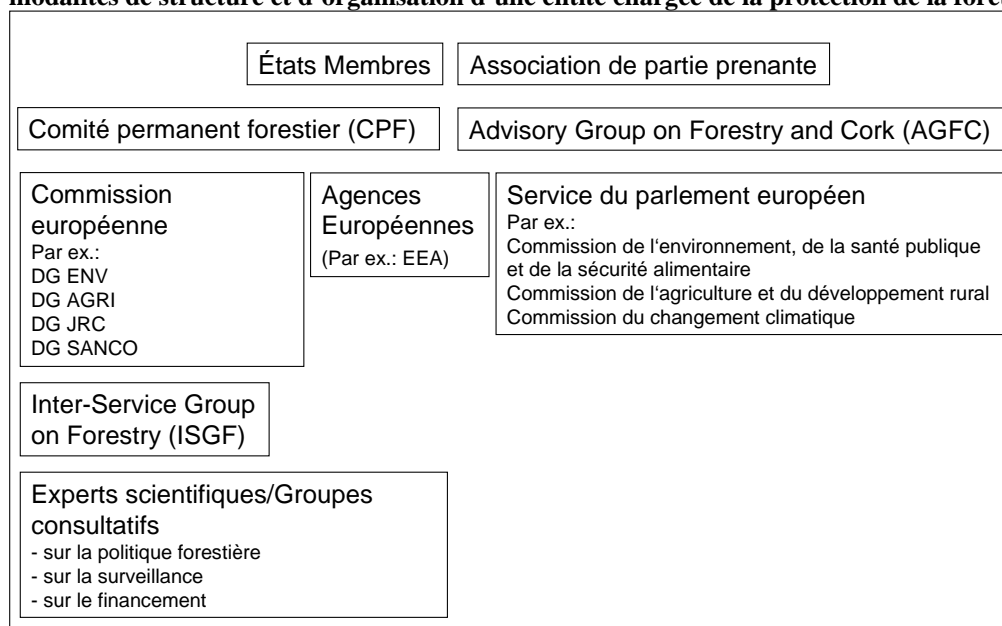 modalités de structure et d'organisation d'une entité chargée de la protection de la forê
États Membres
Association de partie prenante
Comité permanent forestier (CPF)
Advisory Group on Forestry and Cork (AGFC)
Commission
européenne
Par ex.:
DG ENV
DG AGRI
DG JRC
DG SANCO
Agences
Européennes
(Par ex.: EEA)
Service du parlement européen
Par ex.:
Commission de l‘environnement, de la santé publique
et de la sécurité alimentaire
Commission de l‘agriculture et du développement rural
Commission du changement climatique
Inter-Service Group
on Forestry (ISGF)
Experts scientifiques/Groupes
consultatifs
- sur la politique forestière
- sur la surveillance
- sur le financement